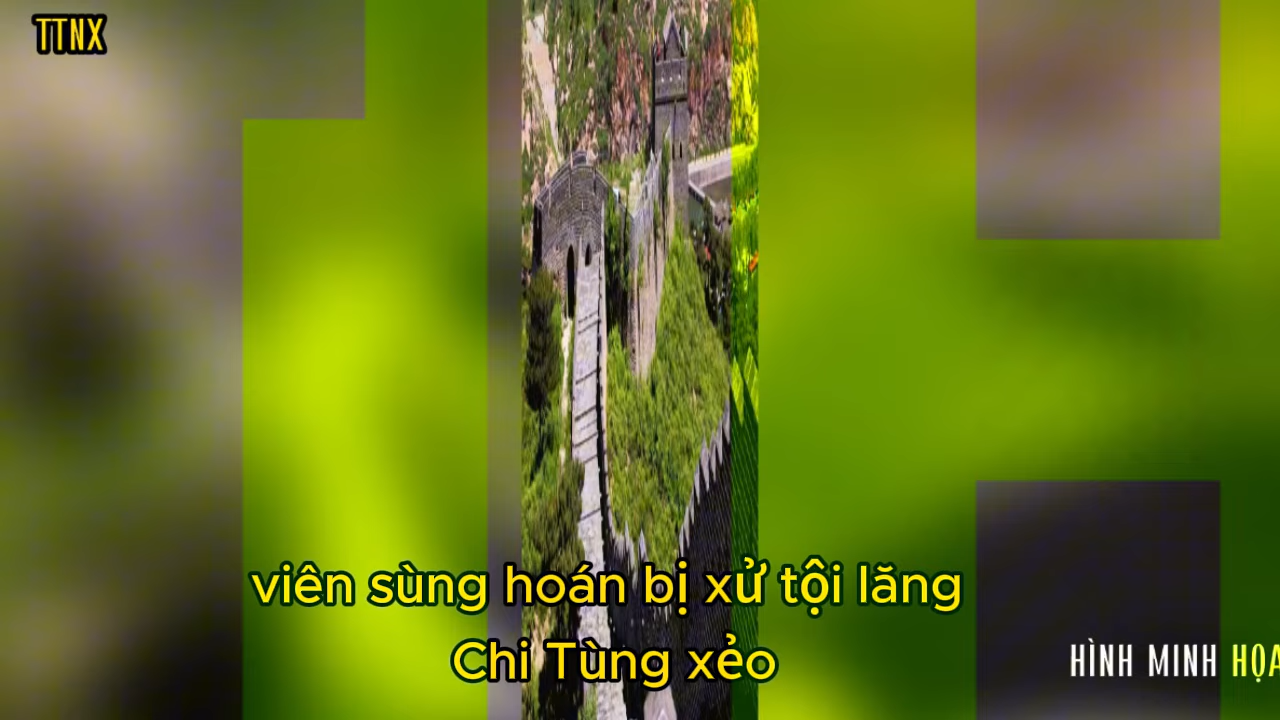 TTNX
viên sùng hoán bị xử tội lăng
Chi Tùng xẻo
HÌNH MINH HỌA